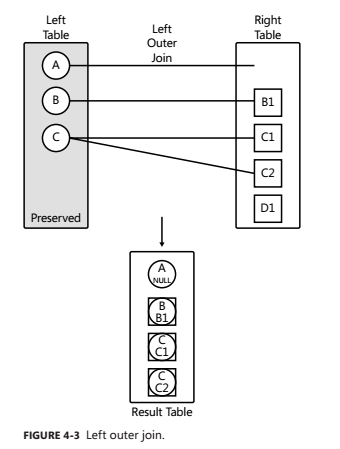 Left
Table
Left
Outer
Join
Right
Table
A
B
B1
C
C1
C2
D1
Preserved
A
NULL
B
B1
C
C1
C
C2
Result Table
FIGURE 4-3 Left outer join.